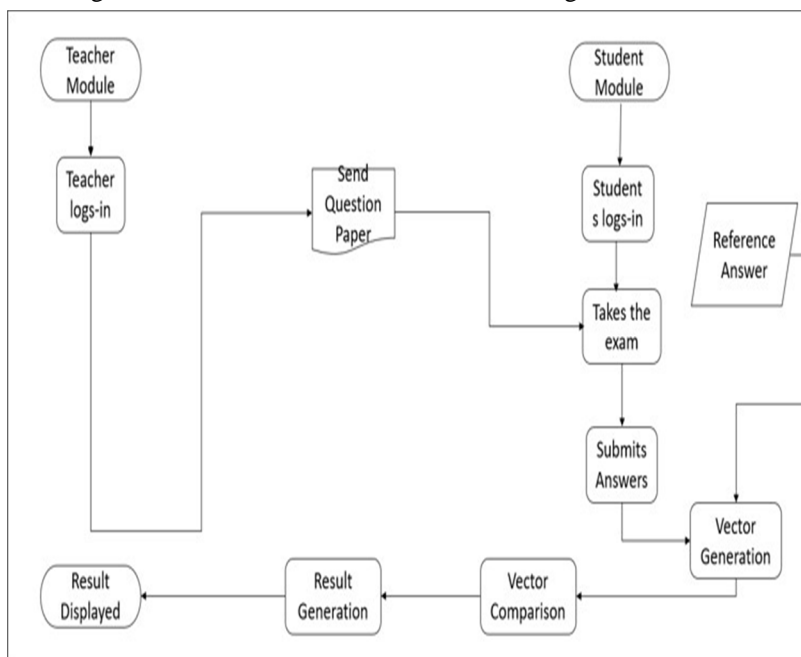 Teacher
Module
Student
Module
Teacher
logs-in
Send
Question
Paper
Student
s logs-in
Reference
Answer
Takes the
exam
Submits
Answers
Vector
Generation
Vector
Comparison
Result
Generation
Result
Displayed